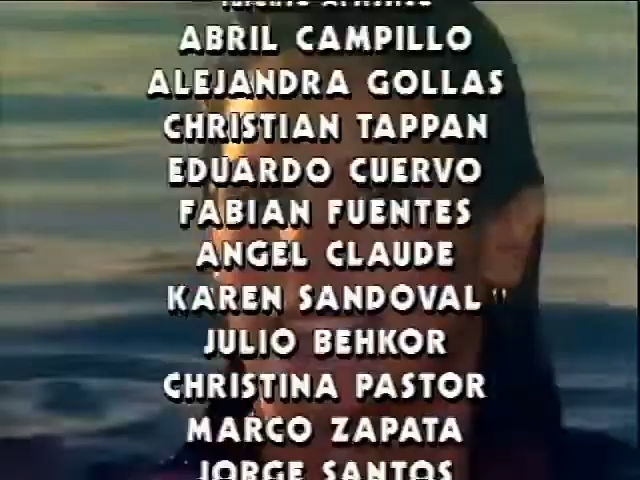 ABRIL CAMPILLO
ALEJANDRA GOLLAS
CHRISTIAN TAPPAN
EDUARDO CUERVO
FABIAN FUENTES
ANGEL CLAUDE
KAREN SANDOVAL
JULIO BEHKOR
CHRISTINA PASTOR
MARCO ZAPATA
JORGE SANTOS